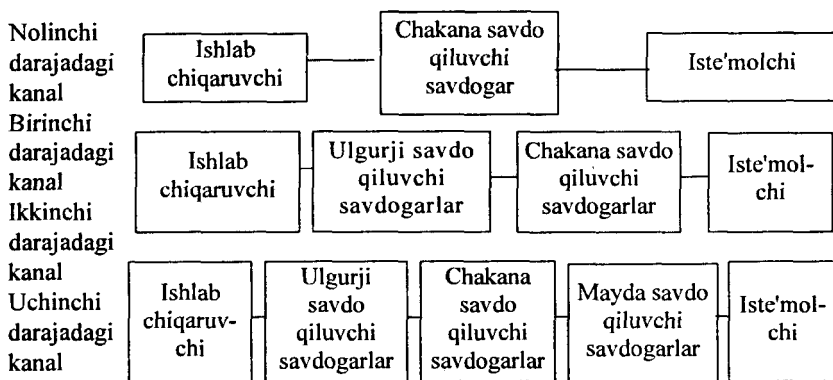 Nolinchi
darajadagi
kanal
Birinchi
darajadagi
kanal
Ikkinchi
darajadagi
kanal
Uchinchi
darajadagi
kanal
Ishlab
chiqaruvchi
Chakana savdo
qiluvchi
savdogar
Iste'molchi
Ishlab
chiqaruvchi
Ulgurji savdo
qiluvchi
savdogarlar
Chakana savdo
qiluvchi
savdogarlar
Iste'mol-
chi
Ishlab
chiqaruv-
chi
Ulgurji
savdo
qiluvchi
savdogarlar
Chakana
savdo
qiluvchi
savdogarlar
Mayda savdo
qiluvchi
savdogarlar
Iste'mol-
chi